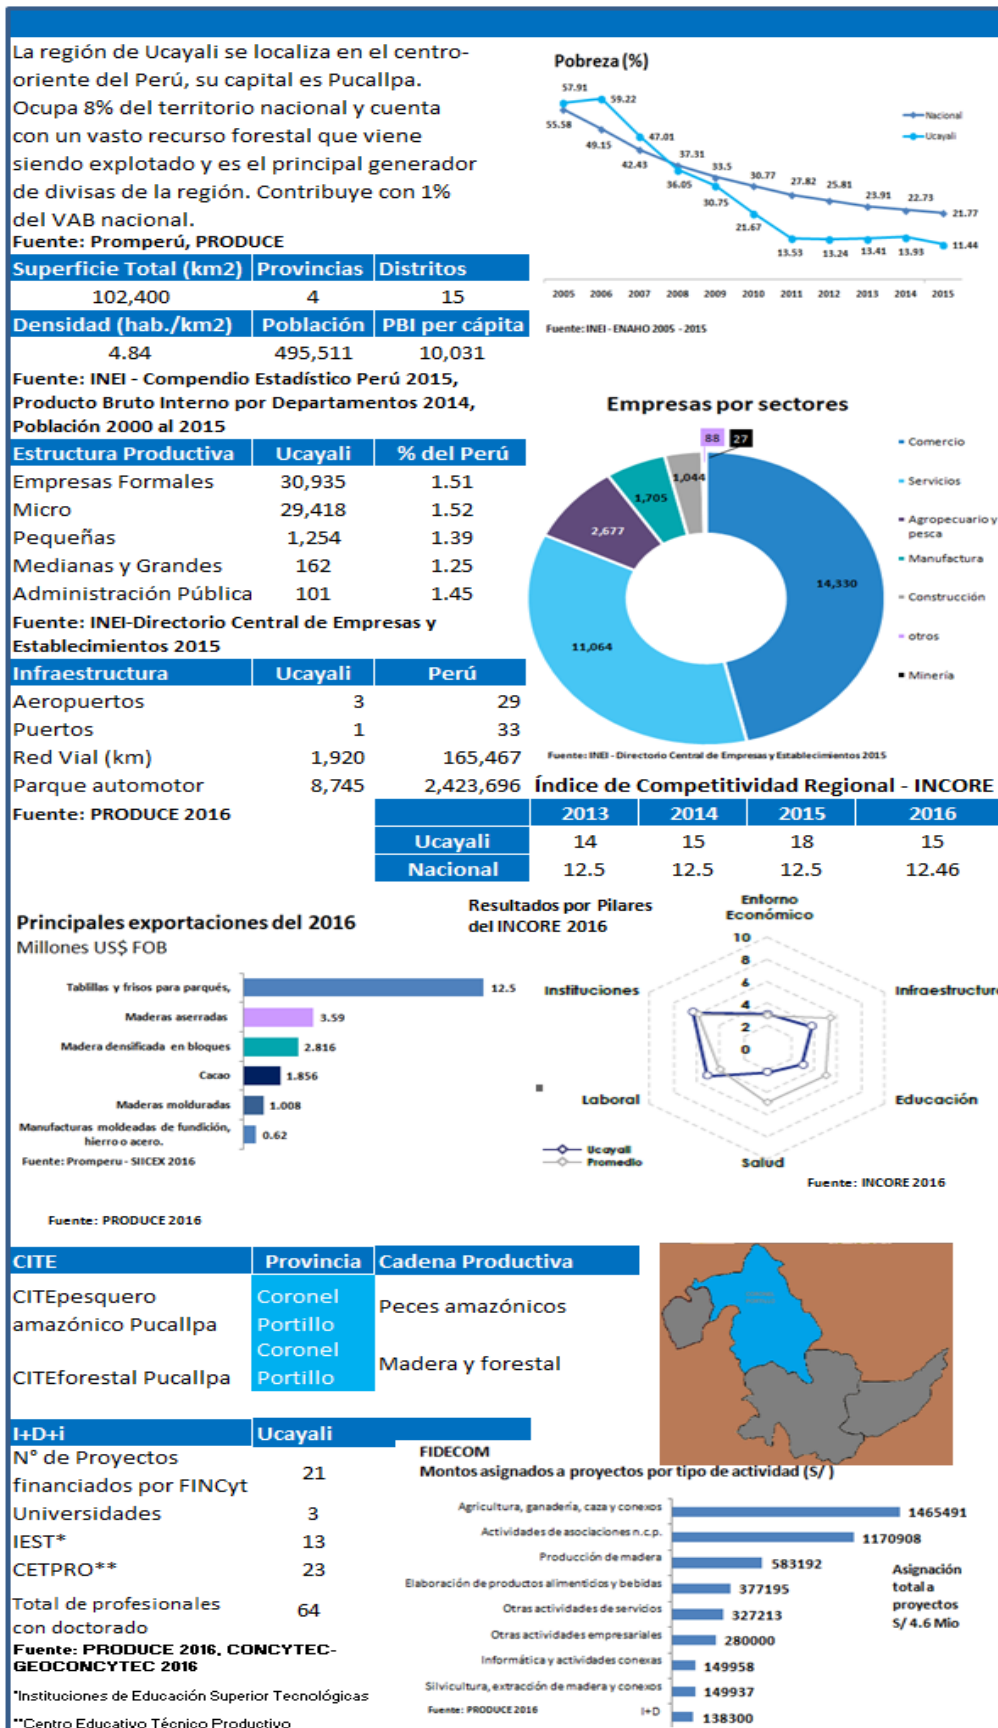 La región de Ucayali se localiza en el centro-
oriente del Perú, su capital es Pucallpa.
Ocupa 8% del territorio nacional y cuenta
con un vasto recurso forestal que viene
siendo explotado y es el principal generador
de divisas de la región. Contribuye con 1%
del VAB nacional.
Fuente: Promperú, PRODUCE
Superficie Total (km2) Provincias Distritos
102,400 4 15
Densidad (hab./km2) Población PBI per cápita
4.84 495,511 10,031
Fuente: INEI - Compendio Estadístico Perú 2015,
Producto Bruto Interno por Departamentos 2014,
Población 2000 al 2015
Estructura Productiva Ucayali % del Perú
Empresas Formales 30,935 1.51
Micro 29,418 1.52
Pequeñas 1,254 1.39
Medianas y Grandes 162 1.25
Administración Pública 101 1.45
Fuente: INEI-Directorio Central de Empresas y
Establecimientos 2015
Infraestructura Ucayali Perú
Aeropuertos 3 29
Puertos 1 33
Red Vial (km) 1,920 165,467
Parque automotor 8,745 2,423,696
Fuente: PRODUCE 2016
Pobreza (%)
57.91
59.22
55.58
49.15
47.01
42.43
37.31
36.05
33.5
30.75
30.77
21.67
27.82
13.53
25.81
13.24
23.91
13.41
22.73
13.93
21.77
11.44
Nacional
Ucayali
2005 2006 2007 2008 2009 2010 2011 2012 2013 2014 2015
Fuente: INEI - ENAHO 2005 - 2015
Empresas por sectores
88 27
1,044
1,705
2,677
14,330
11,064
Comercio
Servicios
Agropecuario y
pesca
Manufactura
Construcción
otros
Minería
Fuente: INEI - Directorio Central de Empresas y Establecimientos 2015
Índice de Competitividad Regional - INCORE
2013 2014 2015 2016
Ucayali 14 15 18 15
Nacional 12.5 12.5 12.5 12.46
Principales exportaciones del 2016
Millones US$ FOB
Tablillas y frisos para parqués, 12.5
Maderas aserradas 3.59
Madera densificada en bloques 2.816
Cacao 1.856
Maderas molduradas 1.008
Manufacturas moldeadas de fundición,
hierro o acero. 0.62
Fuente: Promperu - SIICEX 2016
Fuente: PRODUCE 2016
Resultados por Pilares
del INCORE 2016
Entorno
Económico
10
8
6
4
2
0
Instituciones
Infraestructura
Laboral
Educación
Salud
Ucayali
Promedio
Fuente: INCORE 2016
CITE Provincia Cadena Productiva
CITEpesquero
amazónico Pucallpa
Coronel
Portillo
Peces amazónicos
CITEforestal Pucallpa
Coronel
Portillo
Madera y forestal
I+D+i Ucayali
N° de Proyectos
financiados por FINCyt 21
Universidades 3
IEST* 13
CETPRO** 23
Total de profesionales
con doctorado 64
Fuente: PRODUCE 2016, CONCYTEC-
GEOCONCYTEC 2016
*Instituciones de Educación Superior Tecnológicas
**Centro Educativo Técnico Productivo
FIDECOM
Montos asignados a proyectos por tipo de actividad (S/ )
Agricultura, ganadería, caza y conexos 1465491
Actividades de asociaciones n.c.p. 1170908
Producción de madera 583192
Elaboración de productos alimenticios y bebidas 377195
Otras actividades de servicios 327213
Otras actividades empresariales 280000
Informática y actividades conexas 149958
Silvicultura, extracción de madera y conexos 149937
I+D 138300
Asignación
total a
proyectos
S/ 4.6 Mio
Fuente: PRODUCE 2016